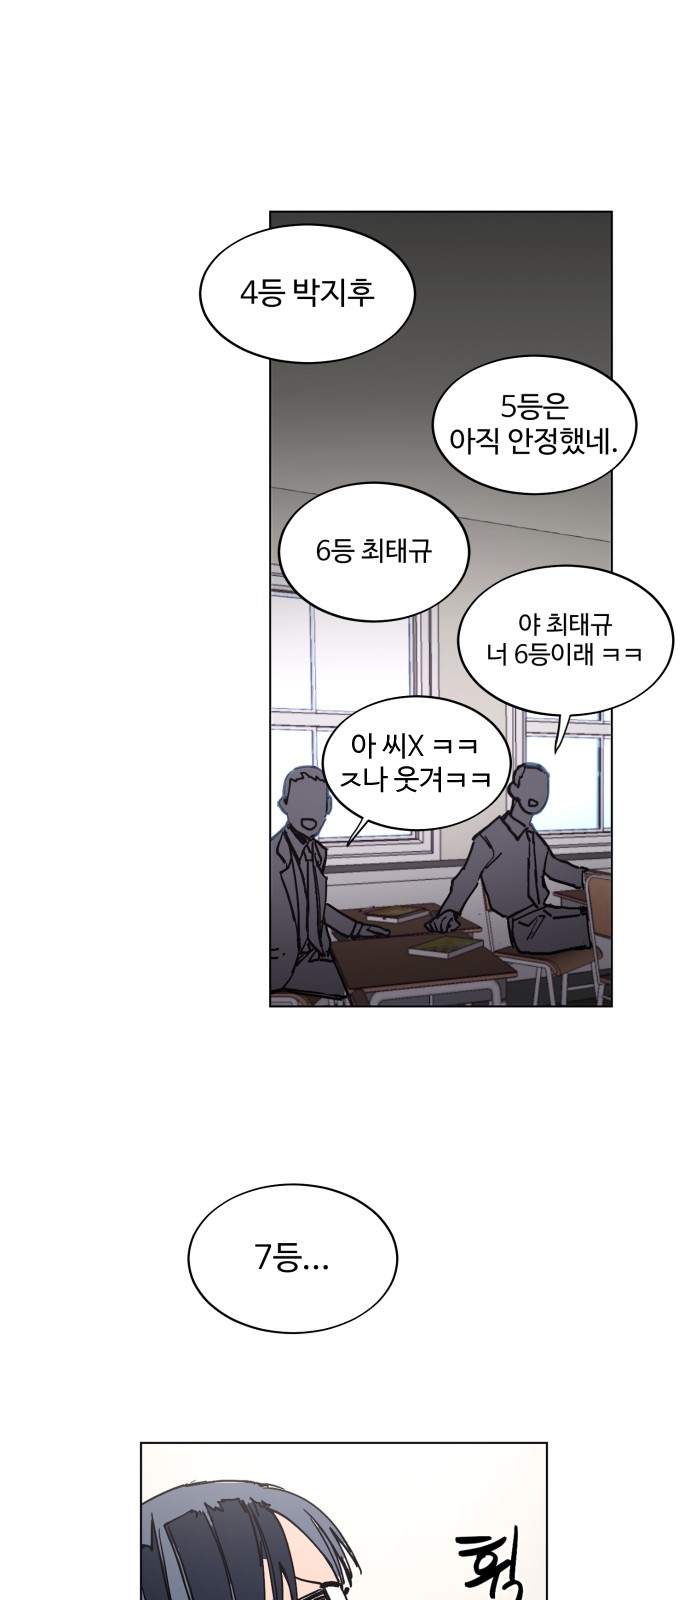 4등 박지후
5등은
아직 안정했네.
6등 최태규
야 최태규
너 6등이래 ㅋㅋ
아 씨X ㅋㅋ
ㅈ나 웃겨ㅋㅋ
7등...
휙